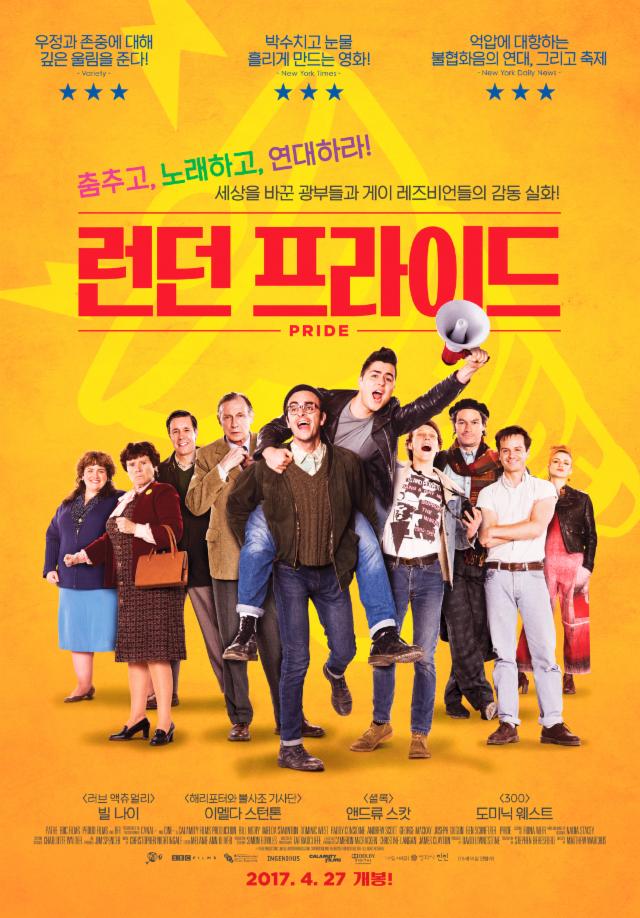 우정과 존중에 대해
깊은 울림을 준다!
- Variety -
박수치고 눈물
흘리게 만드는 영화!
- New York Times -
억압에 대항하는
불협화음의 연대, 그리고 축제
- New York Daily News -
춤추고, 노래하고, 연대하라!
세상을 바꾼 광부들과 게이 레즈비언들의 감동 실화!
런던 프라이드
PRIDE
<러브 액츄얼리> <해리포터와 불사조 기사단> <셜록> <300>
빌 나이 이멜다 스턴톤 앤드류 스캇 도미닉 웨스트
BBC FILMS INGENIOUS CALAMITY FILMS DOLBY DIGITAL
2017. 4. 27 개봉!